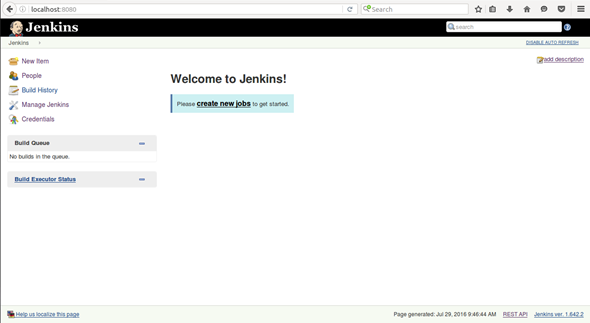 localhost:8080
Search
Jenkins
search
Jenkins
DISABLE AUTO REFRESH
New Item
People
Build History
Manage Jenkins
Credentials
add description
Welcome to Jenkins!
Please create new jobs to get started.
Build Queue
No builds in the queue.
Build Executor Status
Help us localize this page
Page generated: Jul 29, 2016 9:46:44 AM REST API Jenkins ver. 1.642.2